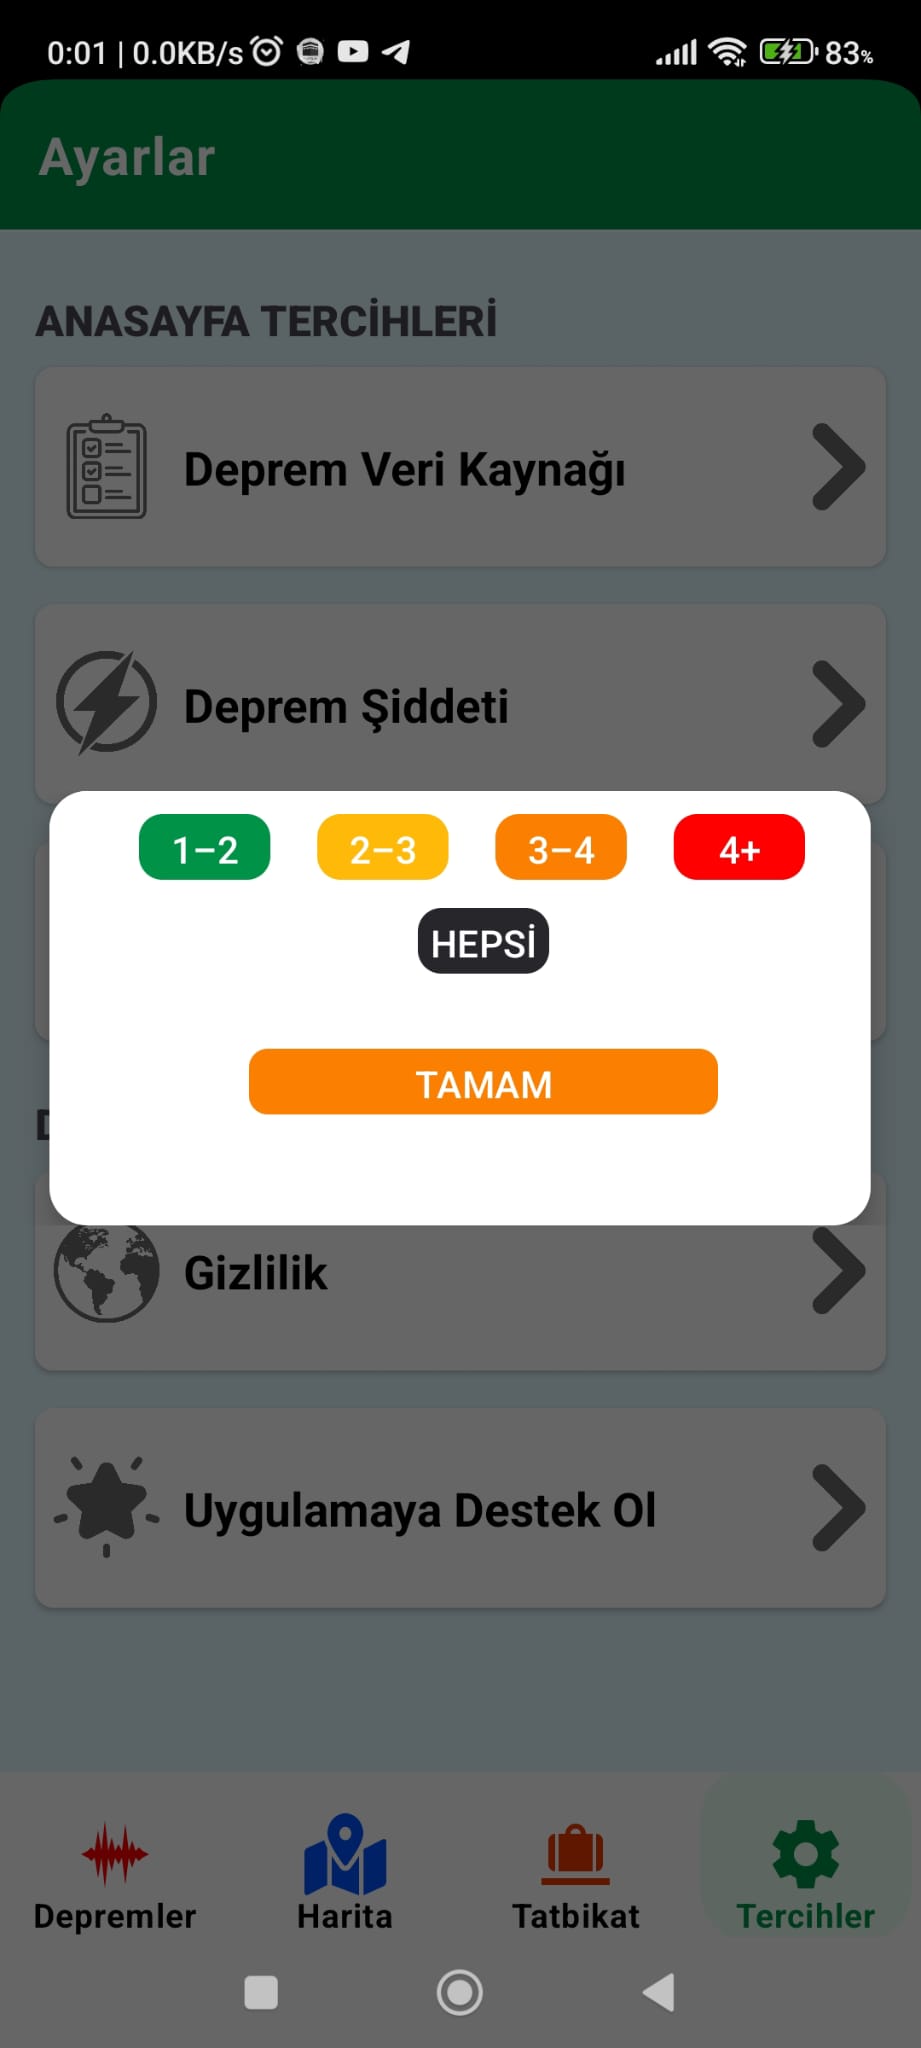 0:01 | 0.0KB/s 83%
Ayarlar
ANASAYFA TERCİHLERİ
Deprem Veri Kaynağı
Deprem Şiddeti
1–2 2–3 3–4 4+
HEPSİ
TAMAM
Gizlilik
Uygulamaya Destek Ol
Depremler Harita Tatbikat Tercihler